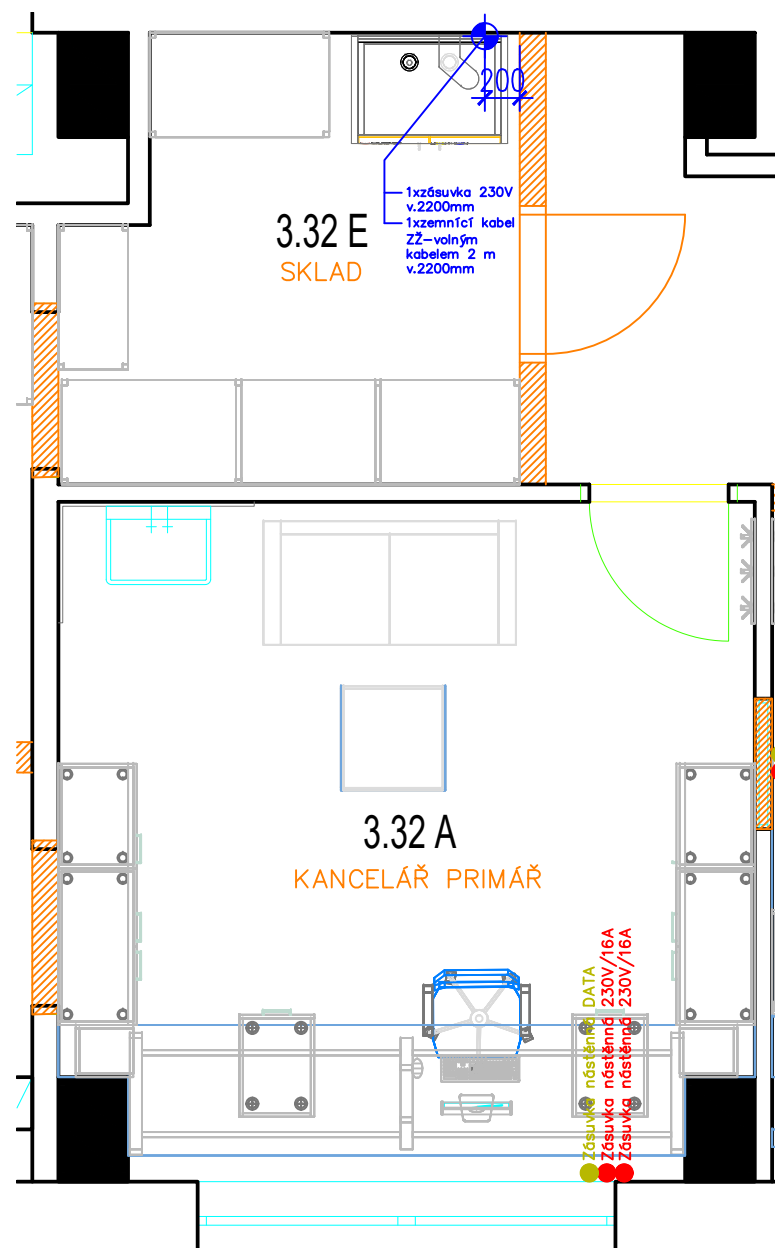 200
1xzásuvka 230V
v.2200mm
1xzemnící kabel
ZŽ-volným
kabelem 2 m
v.2200mm
3.32 E
SKLAD
3.32 A
KANCELÁŘ PRIMÁŘ
Zásuvka nástěnná DATA
Zásuvka nástěnná 230V/16A
Zásuvka nástěnná 230V/16A